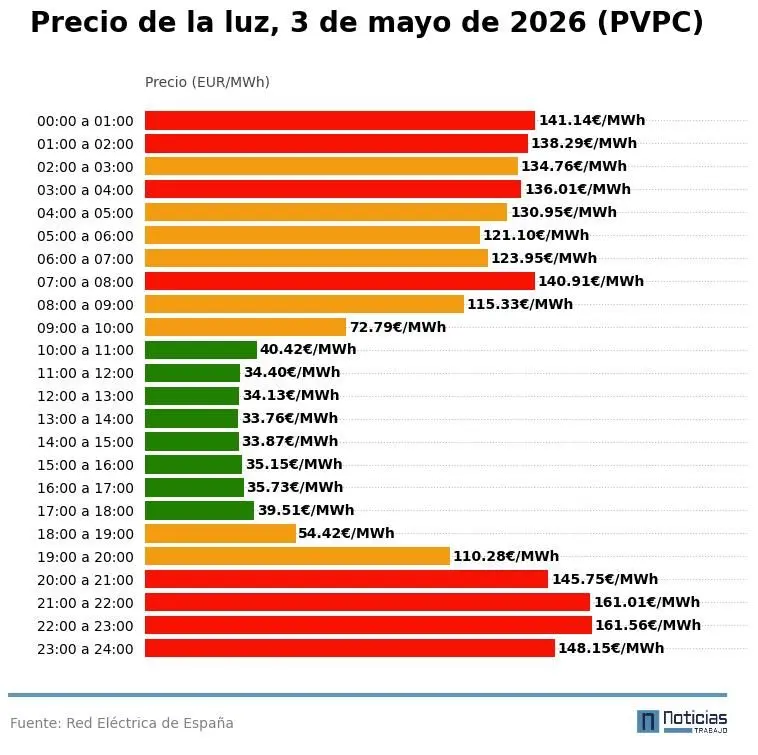 Precio de la luz, 3 de mayo de 2026 (PVPC)
Precio (EUR/MWh)
00:00 a 01:00 141.14€/MWh
01:00 a 02:00 138.29€/MWh
02:00 a 03:00 134.76€/MWh
03:00 a 04:00 136.01€/MWh
04:00 a 05:00 130.95€/MWh
05:00 a 06:00 121.10€/MWh
06:00 a 07:00 123.95€/MWh
07:00 a 08:00 140.91€/MWh
08:00 a 09:00 115.33€/MWh
09:00 a 10:00 72.79€/MWh
10:00 a 11:00 40.42€/MWh
11:00 a 12:00 34.40€/MWh
12:00 a 13:00 34.13€/MWh
13:00 a 14:00 33.76€/MWh
14:00 a 15:00 33.87€/MWh
15:00 a 16:00 35.15€/MWh
16:00 a 17:00 35.73€/MWh
17:00 a 18:00 39.51€/MWh
18:00 a 19:00 54.42€/MWh
19:00 a 20:00 110.28€/MWh
20:00 a 21:00 145.75€/MWh
21:00 a 22:00 161.01€/MWh
22:00 a 23:00 161.56€/MWh
23:00 a 24:00 148.15€/MWh
Fuente: Red Eléctrica de España
n Noticias
TRABAJO